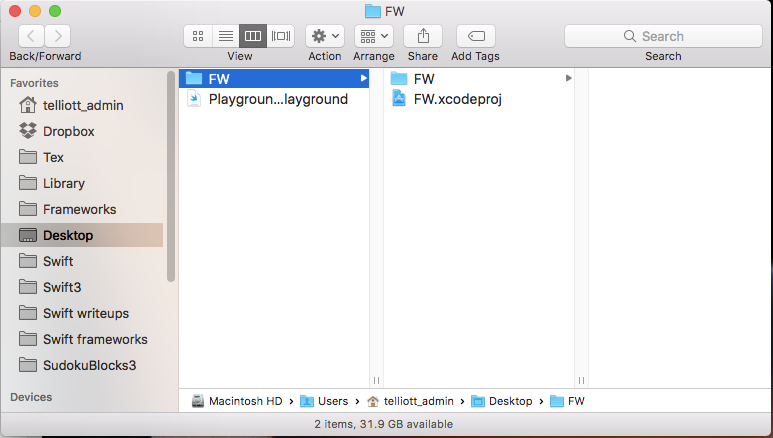 FW
Back/Forward View Action Arrange Share Add Tags Search Search
Favorites
telliott_admin
Dropbox
Tex
Library
Frameworks
Desktop
Swift
Swift3
Swift writeups
Swift frameworks
SudokuBlocks3
Devices
FW
Playgroun...layground
FW
FW.xcodeproj
Macintosh HD › Users › telliott_admin › Desktop › FW
2 items, 31.9 GB available